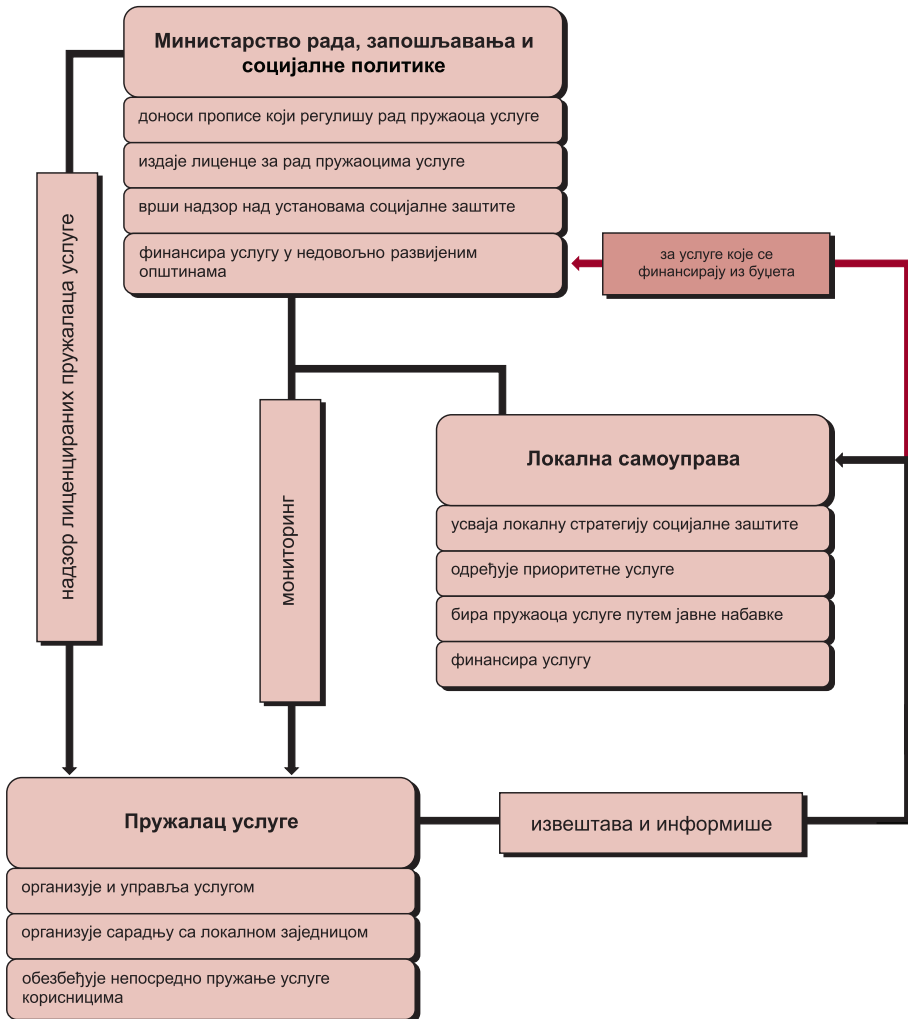 Министарство рада, запошљавања и
социјалне политике
доноси прописе који регулишу рад пружаоца услуге
издаје лиценце за рад пружаоцима услуге
врши надзор над установама социјалне заштите
финансира услугу у недовољно развијеним
општинама
за услуге које се
финансирају из буџета
надзор лиценцираних пружалаца услуге
мониторинг
Локална самоуправа
усваја локалну стратегију социјалне заштите
одређује приоритетне услуге
бира пружаоца услуге путем јавне набавке
финансира услугу
Пружалац услуге
организује и управља услугом
организује сарадњу са локалном заједницом
обезбеђује непосредно пружање услуге
корисницима
извештава и информише